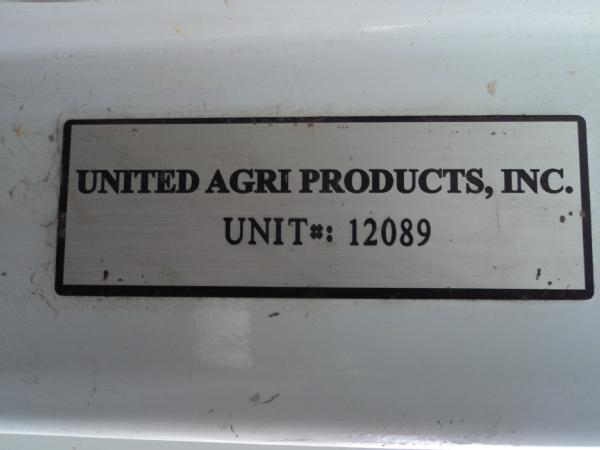 UNITED AGRI PRODUCTS, INC.
UNIT#: 12089